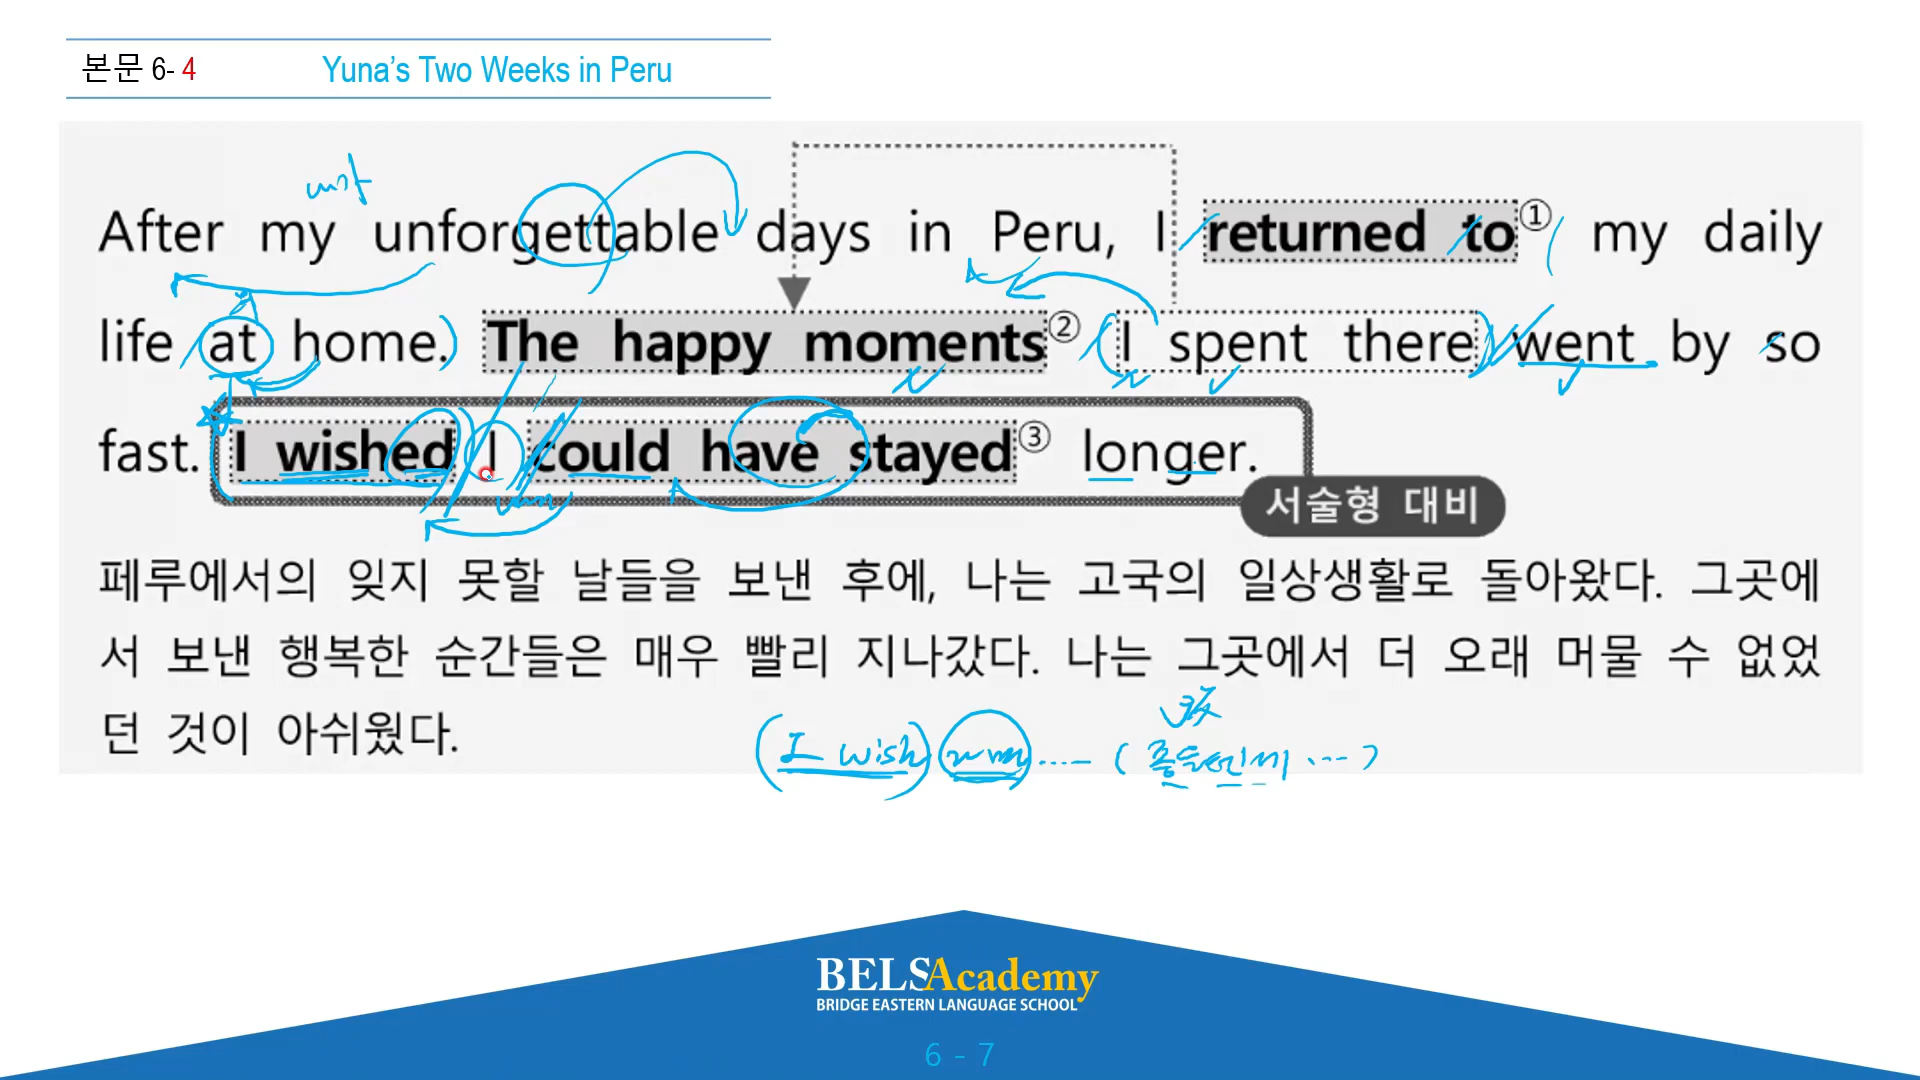 본문 6- 4 Yuna’s Two Weeks in Peru
After my unforgettable days in Peru, I returned to① my daily
life at home. The happy moments② I spent there went by so
fast. I wished I could have stayed③ longer.
서술형 대비
페루에서의 잊지 못할 날들을 보낸 후에, 나는 고국의 일상생활로 돌아왔다. 그곳에
서 보낸 행복한 순간들은 매우 빨리 지나갔다. 나는 그곳에서 더 오래 머물 수 없었
던 것이 아쉬웠다.
(I wish) .... (좋을텐데 ...)
BELSAcademy
BRIDGE EASTERN LANGUAGE SCHOOL
6 - 7